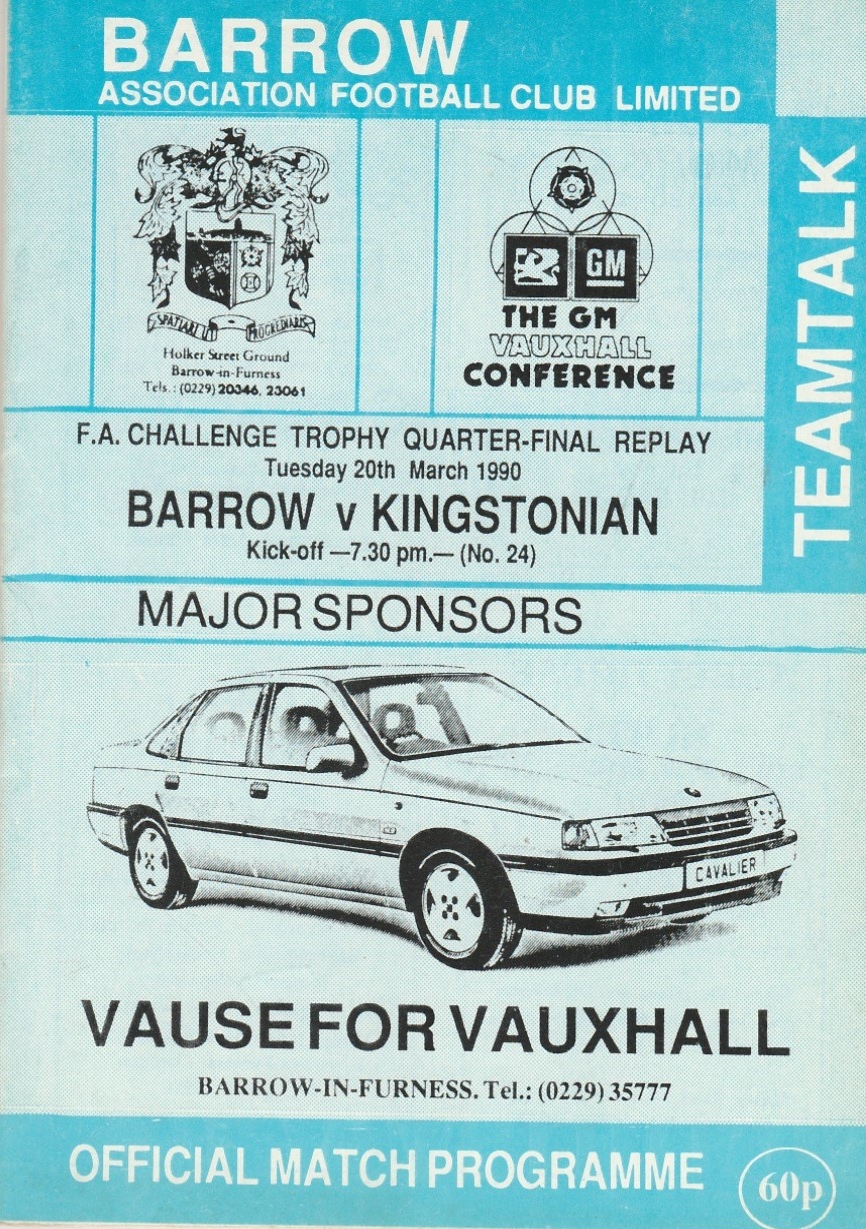 BARROW
ASSOCIATION FOOTBALL CLUB LIMITED
TEAMTALK
Holker Street Ground
Barrow-in-Furness
Tels.: (0229) 20346, 23061
GM
THE GM
VAUXHALL
CONFERENCE
F.A. CHALLENGE TROPHY QUARTER-FINAL REPLAY
Tuesday 20th March 1990
BARROW v KINGSTONIAN
Kick-off —7.30 pm.— (No. 24)
MAJOR SPONSORS
CAVALIER
VAUSE FOR VAUXHALL
BARROW-IN-FURNESS. Tel.: (0229) 35777
OFFICIAL MATCH PROGRAMME
60p